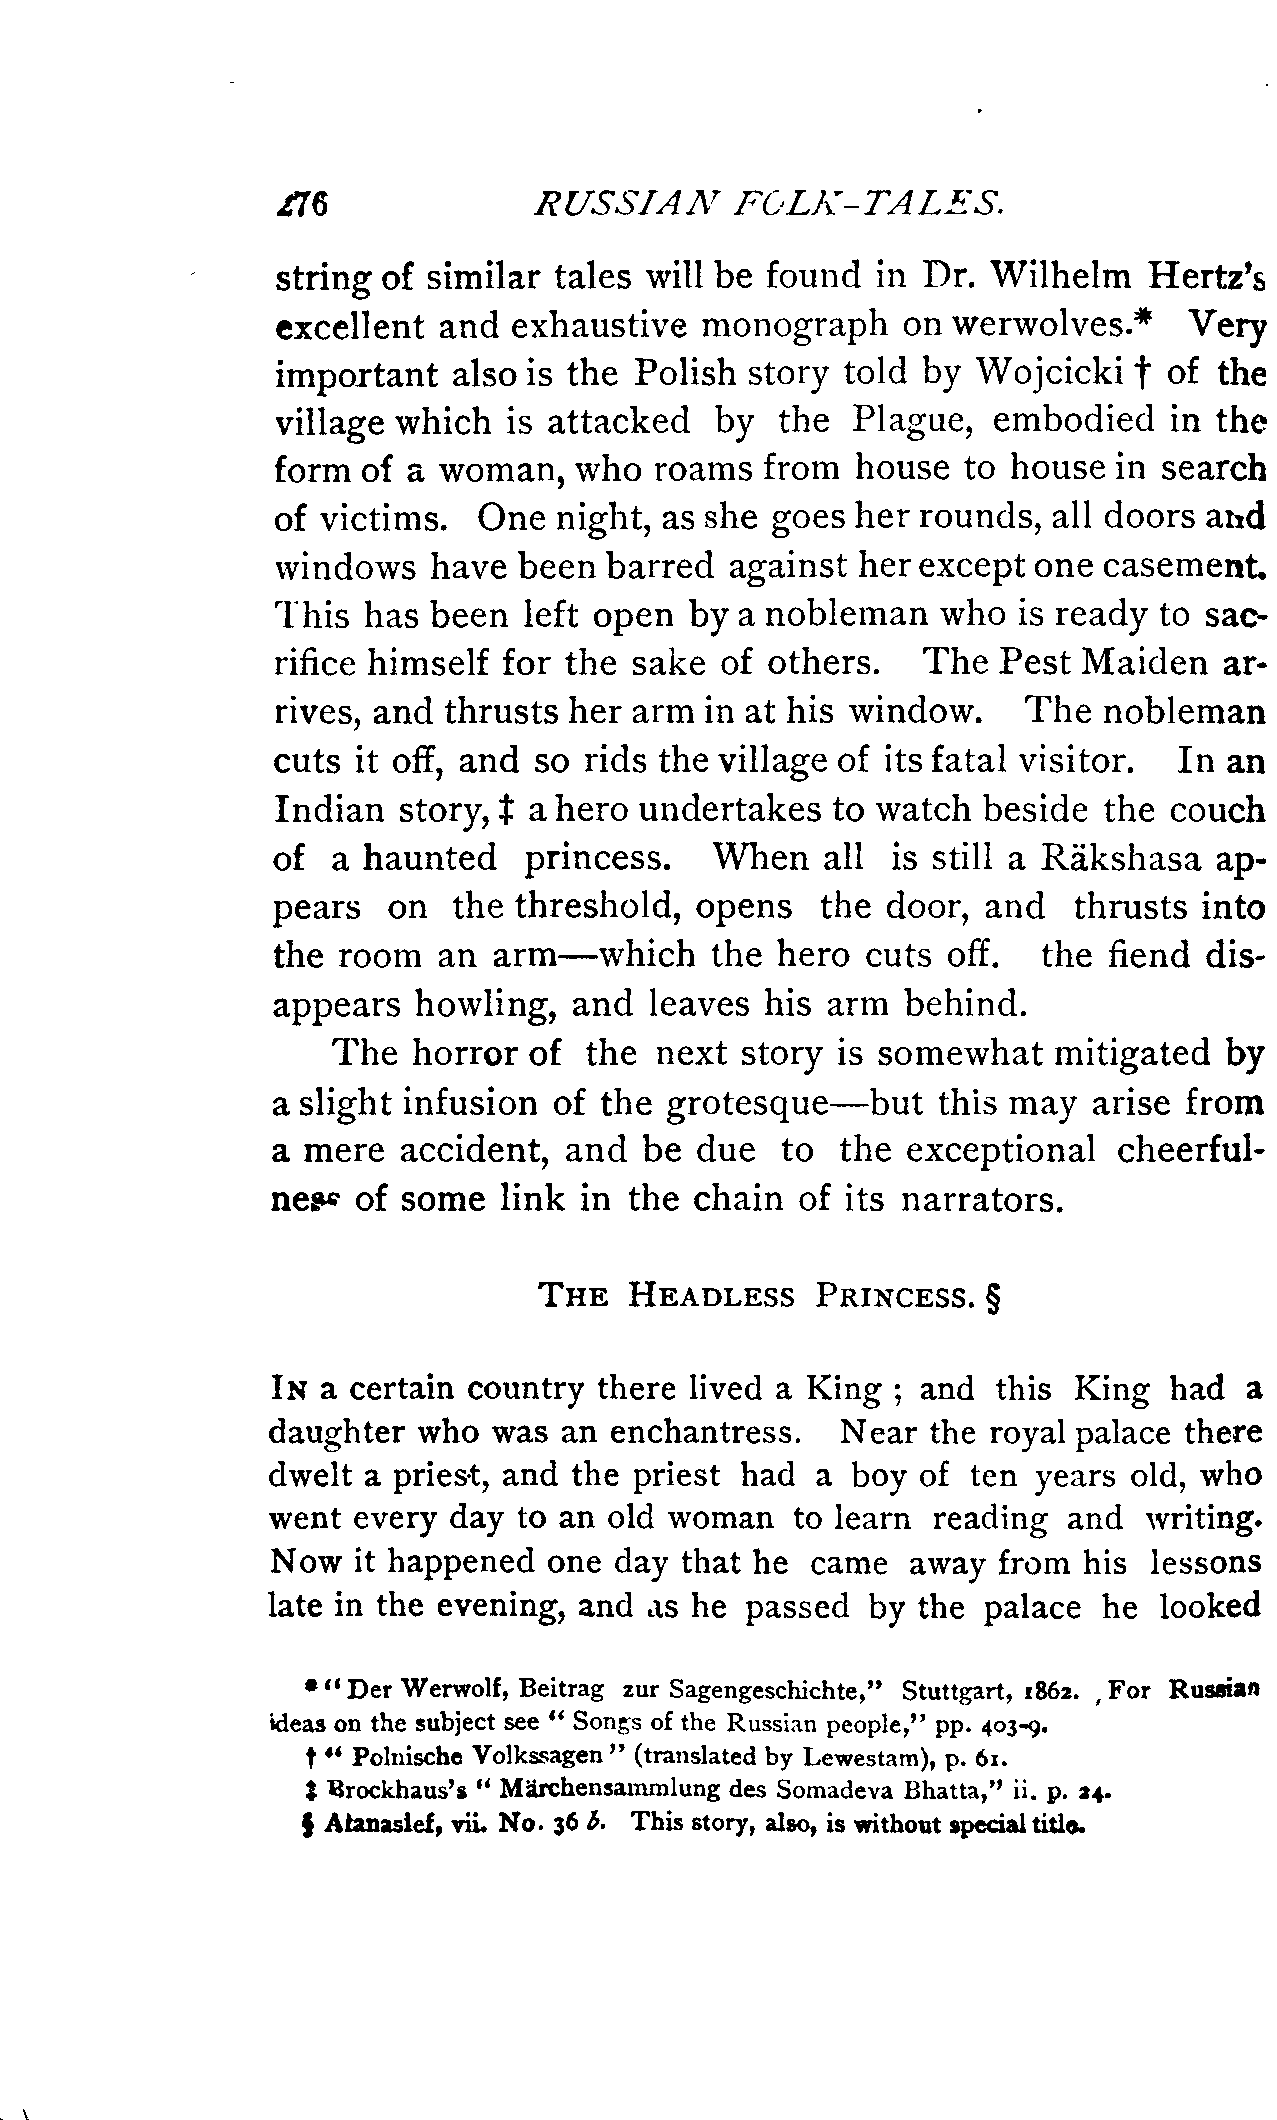 276 RUSSIAN FOLK-TALES.
string of similar tales will be found in Dr. Wilhelm Hertz's
excellent and exhaustive monograph on werwolves.* Very
important also is the Polish story told by Wojcicki † of the
village which is attacked by the Plague, embodied in the
form of a woman, who roams from house to house in search
of victims. One night, as she goes her rounds, all doors and
windows have been barred against her except one casement.
This has been left open by a nobleman who is ready to sac-
rifice himself for the sake of others. The Pest Maiden ar-
rives, and thrusts her arm in at his window. The nobleman
cuts it off, and so rids the village of its fatal visitor. In an
Indian story, ‡ a hero undertakes to watch beside the couch
of a haunted princess. When all is still a Räkshasa ap-
pears on the threshold, opens the door, and thrusts into
the room an arm—which the hero cuts off. the fiend dis-
appears howling, and leaves his arm behind.
The horror of the next story is somewhat mitigated by
a slight infusion of the grotesque—but this may arise from
a mere accident, and be due to the exceptional cheerful-
ness of some link in the chain of its narrators.
THE HEADLESS PRINCESS. §
IN a certain country there lived a King ; and this King had a
daughter who was an enchantress. Near the royal palace there
dwelt a priest, and the priest had a boy of ten years old, who
went every day to an old woman to learn reading and writing.
Now it happened one day that he came away from his lessons
late in the evening, and as he passed by the palace he looked
* “ Der Werwolf, Beitrag zur Sagengeschichte,” Stuttgart, 1862. For Russian
ideas on the subject see “ Songs of the Russian people,” pp. 403-9.
† “ Polnische Volkssagen ” (translated by Lewestam), p. 61.
‡ Brockhaus's “ Märchensammlung des Somadeva Bhatta,” ii. p. 24.
§ Afanasief, vii. No. 36 b. This story, also, is without special title.